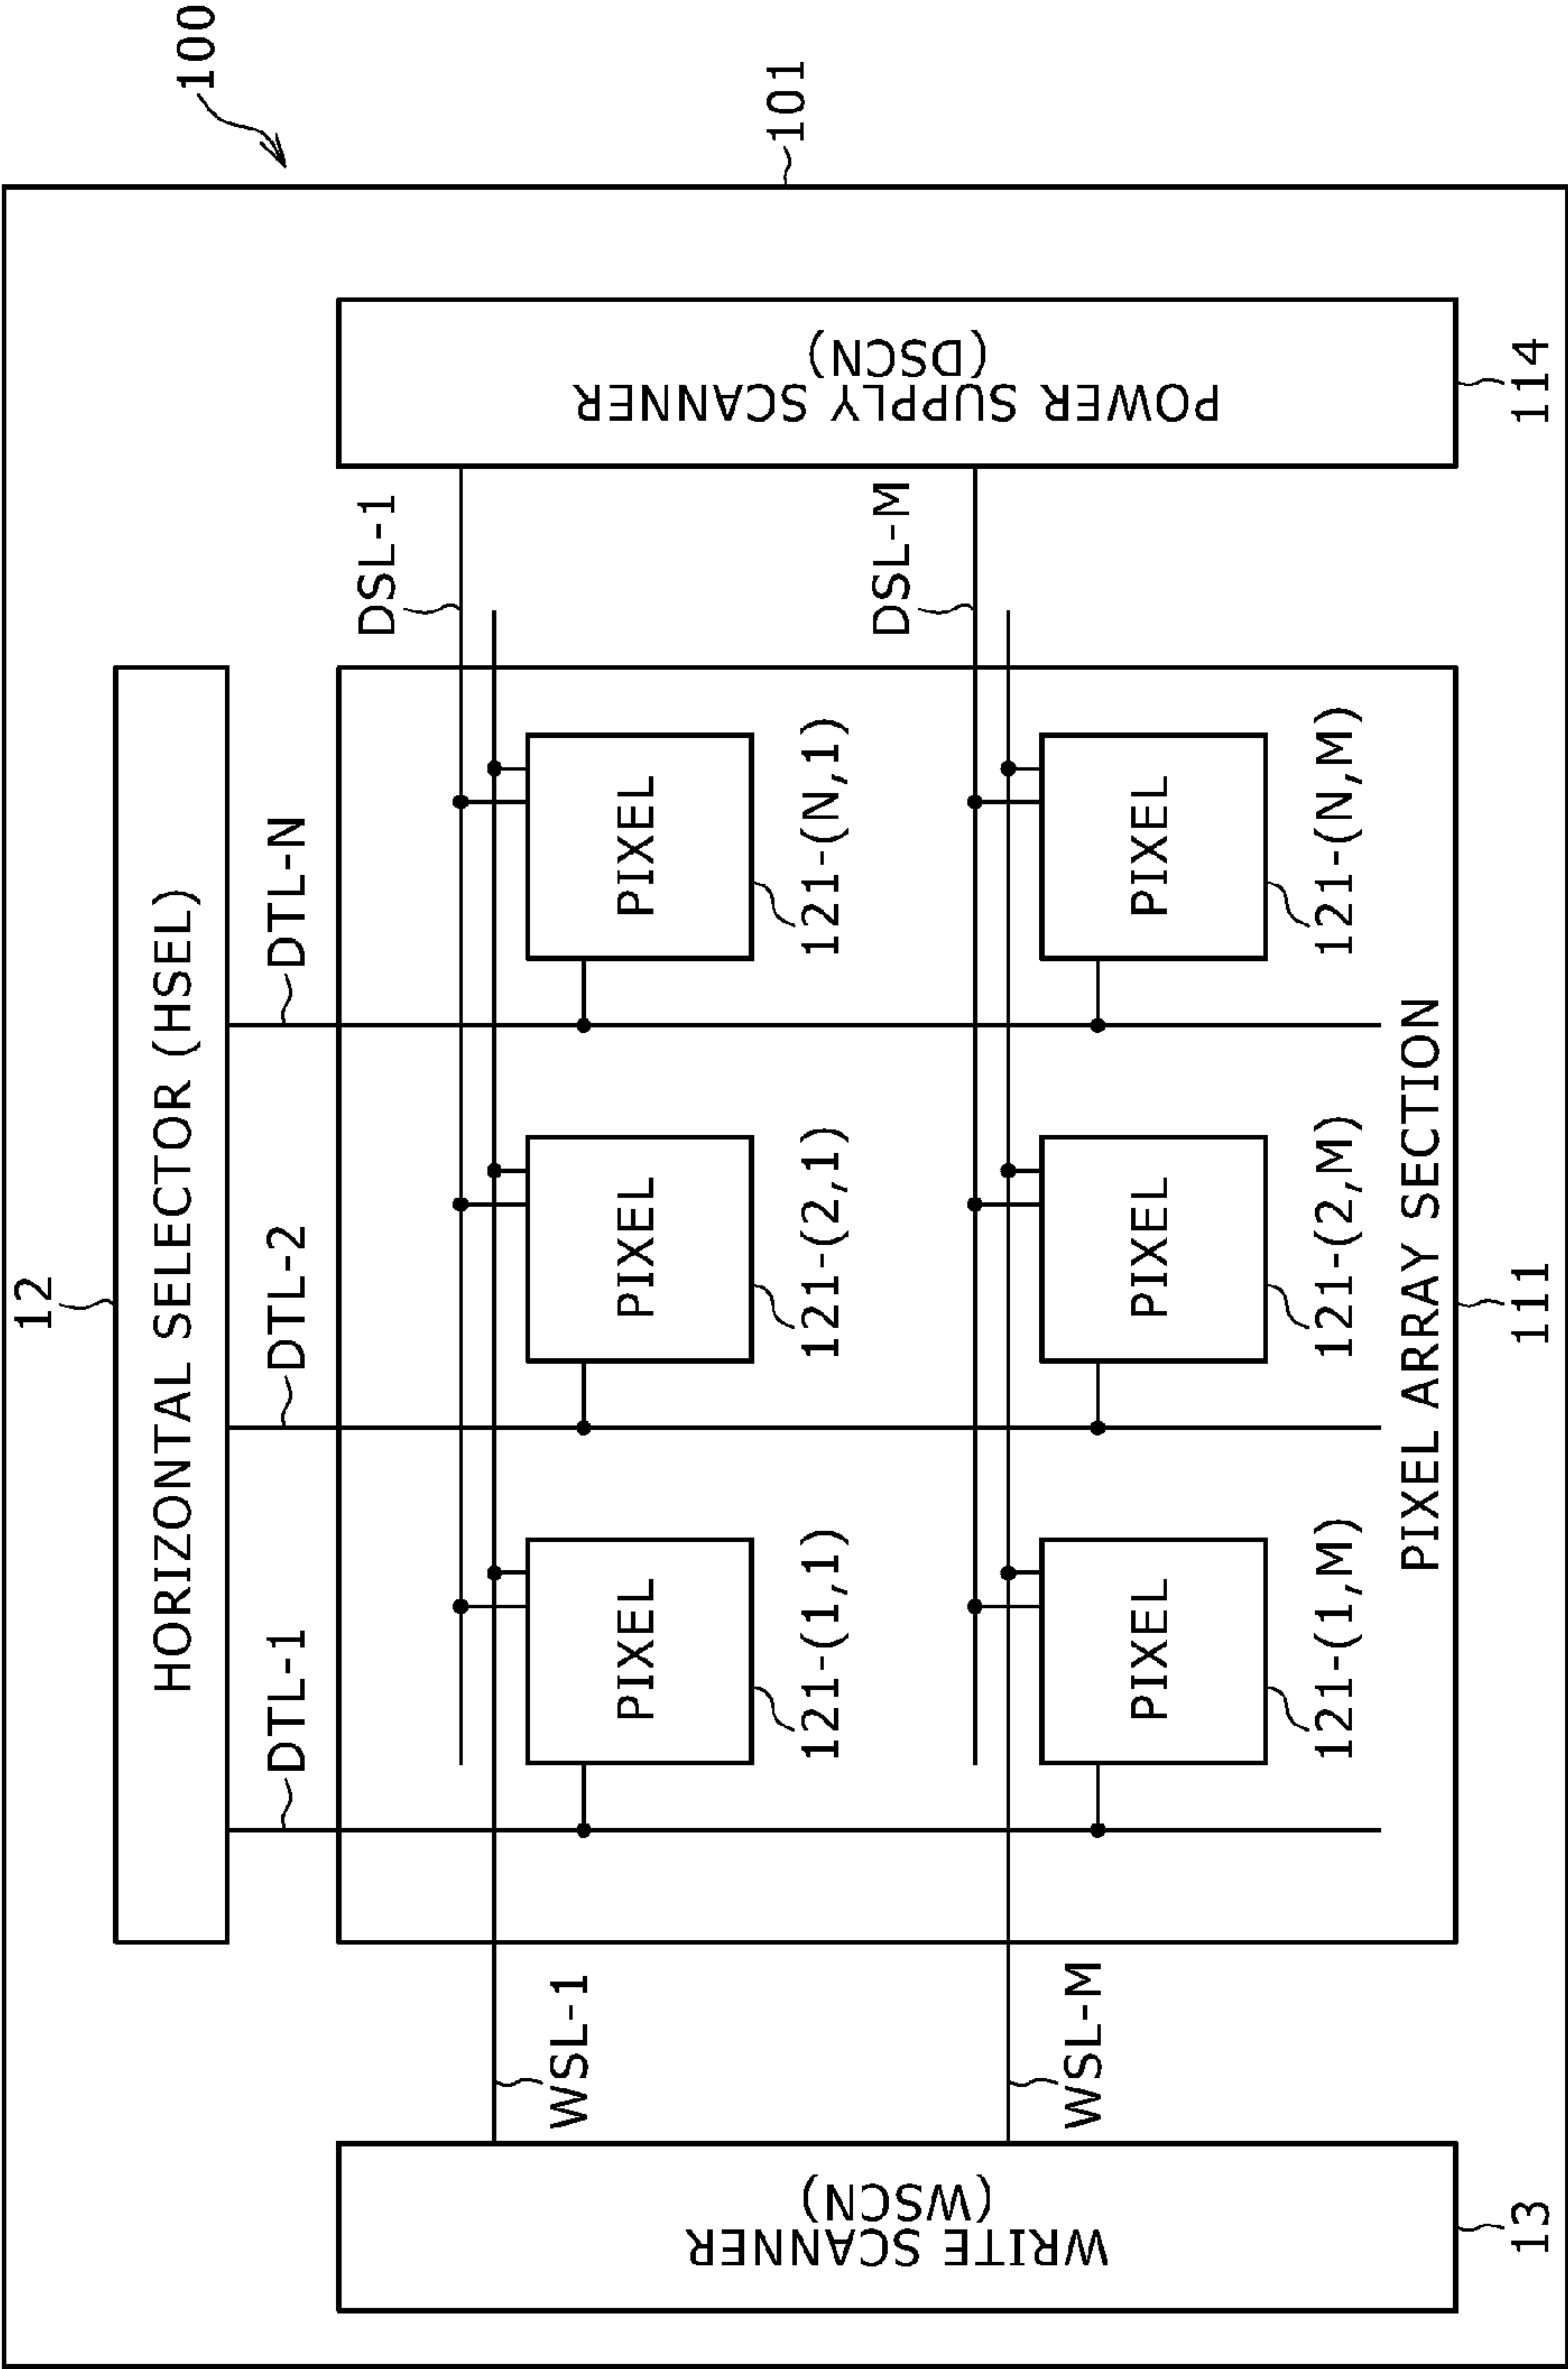 100
101
12
HORIZONTAL SELECTOR (HSEL)
DTL-1
DTL-2
DTL-N
DSL-1
WSL-1
PIXEL
PIXEL
PIXEL
121-(1,1)
121-(2,1)
121-(N,1)
DSL-M
WSL-M
PIXEL
PIXEL
PIXEL
121-(1,M)
121-(2,M)
121-(N,M)
PIXEL ARRAY SECTION
WRITE SCANNER
(WSCN)
POWER SUPPLY SCANNER
(DSCN)
13
111
114